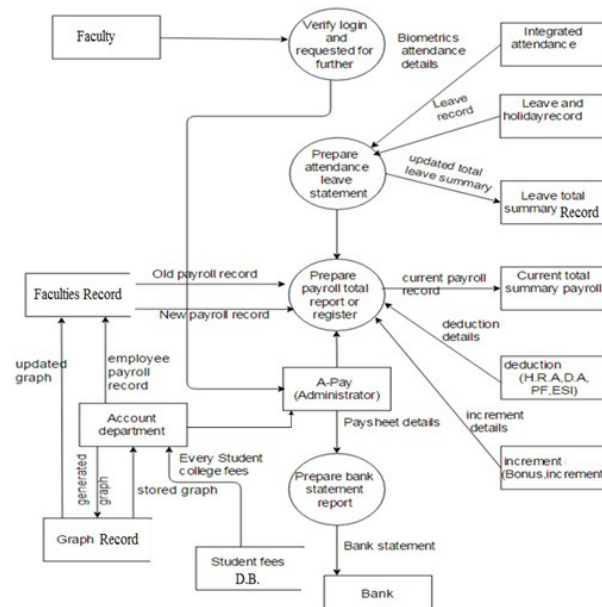 Faculty
Verify login
and
requested for
further
Biometrics
attendance
details
Integrated
attendance
Leave
record
Leave and
holidayrecord
Prepare
attendance
leave
statement
updated total
leave summary
Leave total
summary Record
Old payroll record
Faculties Record
New payroll record
Prepare
payroll total
report or
register
current payroll
record
Current total
summary payroll
deduction
details
updated
graph
employee
payroll
record
A-Pay
(Administrator)
deduction
(H.R.A,D.A,
PF,ESI)
Account
department
Paysheet details
increment
details
Every Student
college fees
generated
graph
stored graph
Prepare bank
statement
report
increment
(Bonus,increment
Graph Record
Student fees
D.B.
Bank statement
Bank